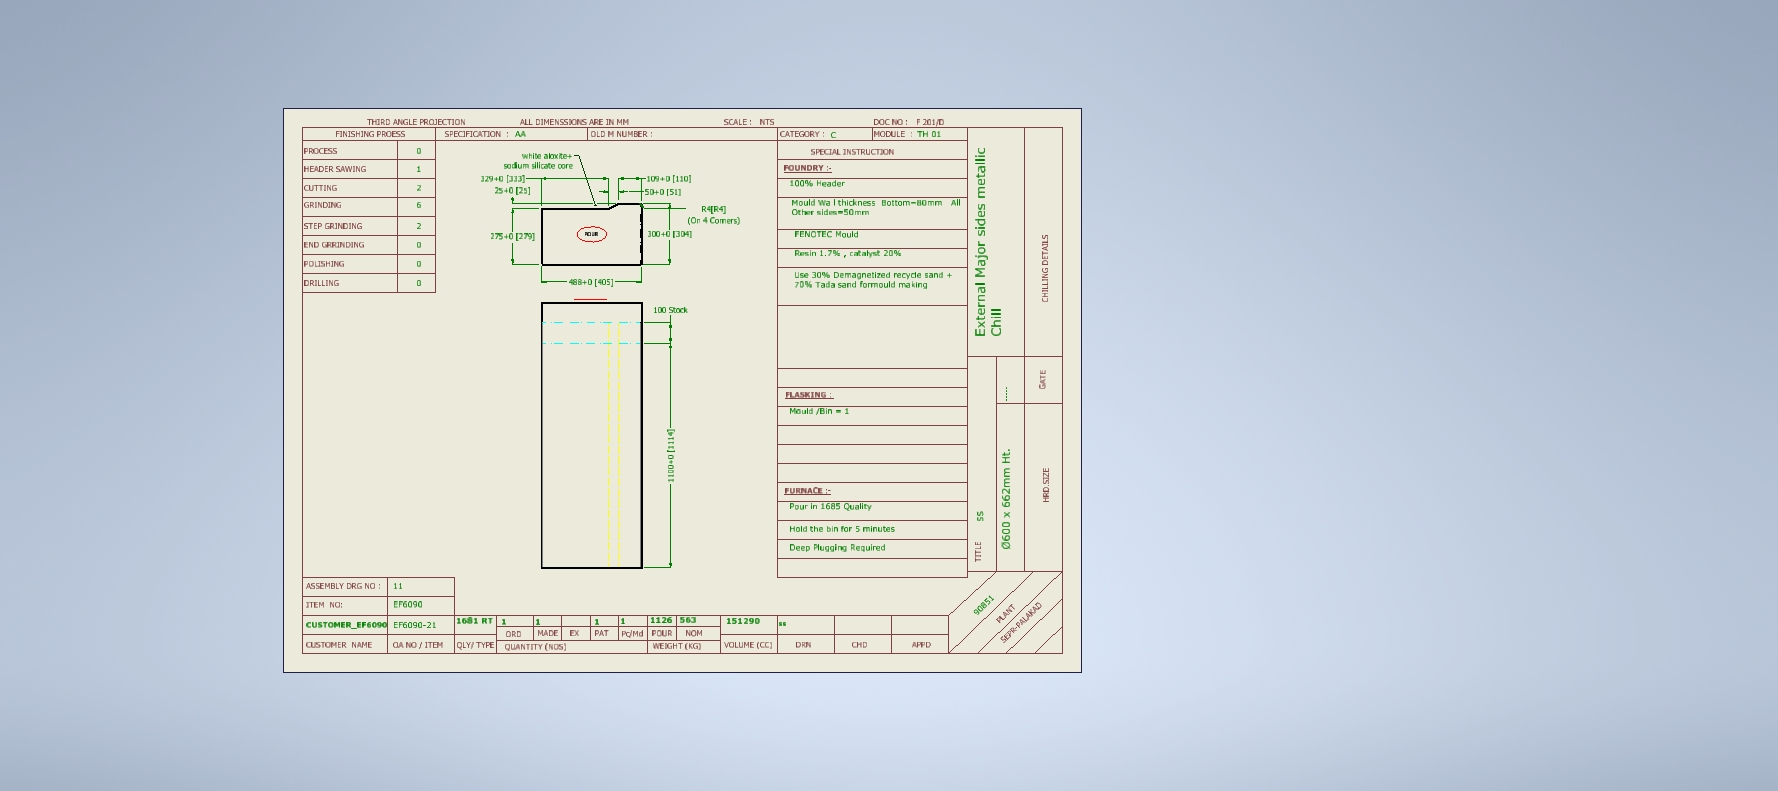 THIRD ANGLE PROJECTION ALL DIMENSSIONS ARE IN MM SCALE : NTS DOC NO : F 201/D
FINISHING PROESS SPECIFICATION : AA OLD M NUMBER : CATEGORY : C MODULE : TH 01
PROCESS 0
HEADER SAWING 1
CUTTING 2
GRINDING 6
STEP GRINDING 2
END GRRINDING 0
POLISHING 0
DRILLING 0
white aloxite+
sodium silicate core
329+0 [333]
109+0 [110]
25+0 [25]
50+0 [51]
R4[R4]
(On 4 Corners)
275+0 [279]
POUR
300+0 [304]
488+0 [405]
100 Stock
1100+0 [1114]
SPECIAL INSTRUCTION
FOUNDRY :-
100% Header
Mould Wa l thickness Bottom=80mm All
Other sides=50mm
FENOTEC Mould
Resin 1.7% , catalyst 20%
Use 30% Demagnetized recycle sand +
70% Tada sand formould making
FLASKING :
Mould /Bin = 1
FURNACE :-
Pour in 1685 Quality
Hold the bin for 5 minutes
Deep Plugging Required
External Major sides metallic
Chill
CHILLING DETAILS
GATE
.....
TITLE ss
Ø600 x 662mm Ht.
HRD.SIZE
90851
PLANT
SEPR-PALAKAD
ASSEMBLY DRG NO : 11
ITEM NO: EF6090
CUSTOMER_EF6090 EF6090-21 1681 RT 1 1 1 1 1126 563 151290 ss
ORD MADE EX PAT Pc/Md POUR NOM
CUSTOMER NAME OA NO / ITEM QLY/ TYPE QUANTITY (NOS) WEIGHT (KG) VOLUME (CC) DRN CHD APPD